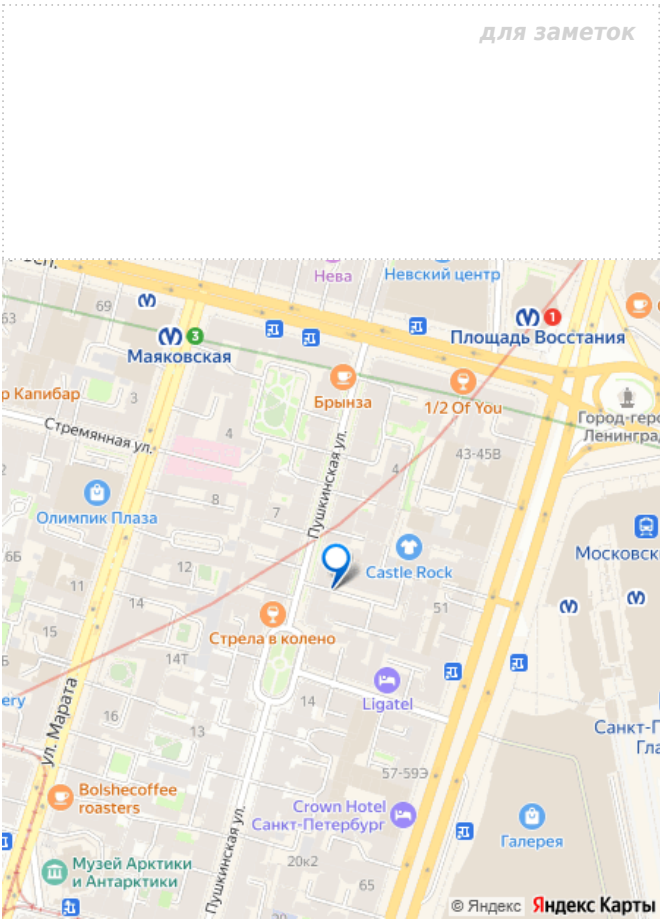 для заметок
Нева
Невский центр
69
63
3
Маяковская
1
Площадь Восстания
р Капибар
3
Брынза
1/2 Of You
Город-геро
Ленинград
Стремянная ул.
4
Пушкинская ул.
4
43-45В
Олимпик Плаза
8
7
6Б
Castle Rock
Московск
12
11
14
51
15
Стрела в колено
14Т
Ligatel
ery
ул. Марата
16
14
13
Санкт-П
Гла
57-59Э
Bolshecoffee
roasters
Crown Hotel
Санкт-Петербург
Галерея
Пушкинская ул.
Музей Арктики
и Антарктики
20к2
65
© Яндекс Яндекс Карты